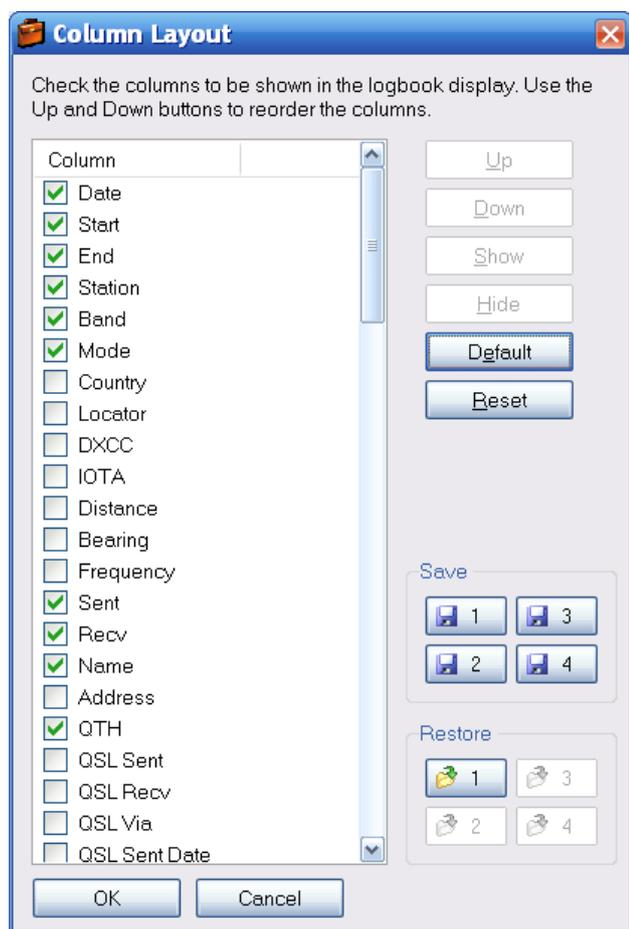 Column Layout
Check the columns to be shown in the logbook display. Use the
Up and Down buttons to reorder the columns.
Column
Date
Start
End
Station
Band
Mode
Country
Locator
DXCC
IOTA
Distance
Bearing
Frequency
Sent
Recv
Name
Address
QTH
QSL Sent
QSL Recv
QSL Via
QSL Sent Date
Up
Down
Show
Hide
Default
Reset
Save
1 3
2 4
Restore
1 3
2 4
OK Cancel